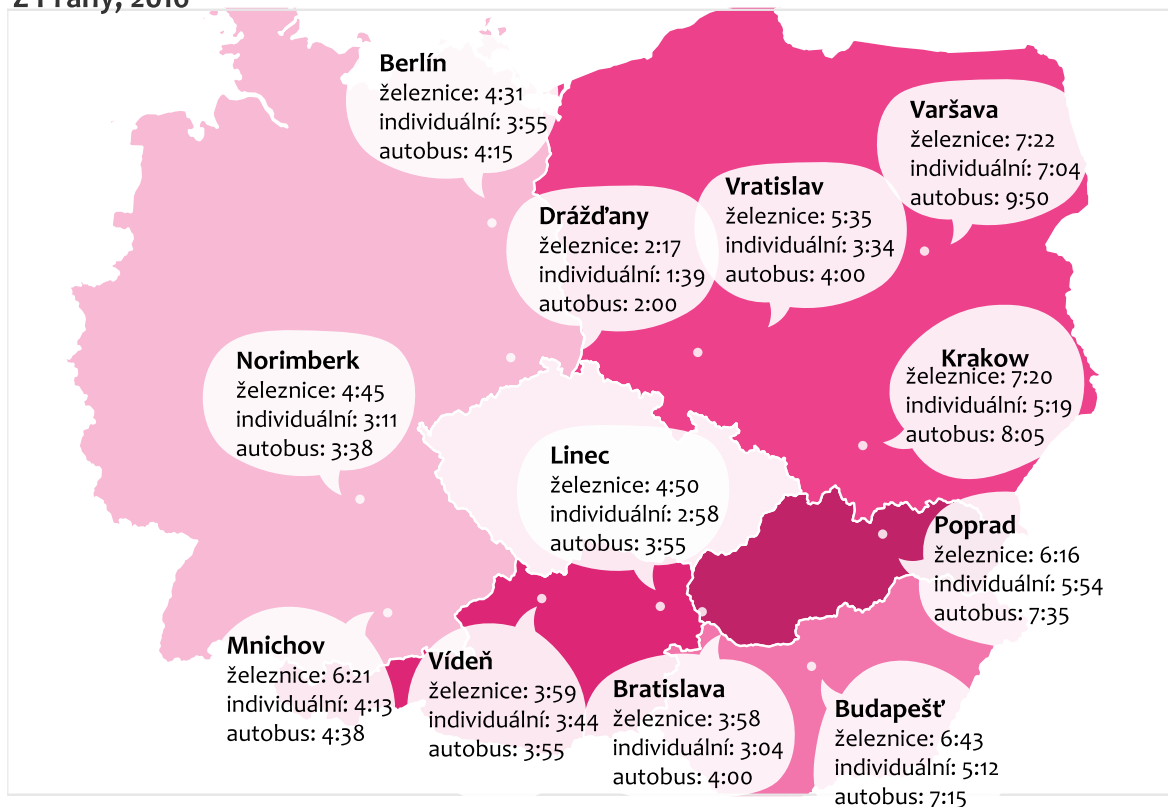 Z Prahy, 2016
Berlín
železnice: 4:31
individuální: 3:55
autobus: 4:15
Varšava
železnice: 7:22
individuální: 7:04
autobus: 9:50
Vratislav
železnice: 5:35
individuální: 3:34
autobus: 4:00
Drážďany
železnice: 2:17
individuální: 1:39
autobus: 2:00
Norimberk
železnice: 4:45
individuální: 3:11
autobus: 3:38
Krakow
železnice: 7:20
individuální: 5:19
autobus: 8:05
Linec
železnice: 4:50
individuální: 2:58
autobus: 3:55
Poprad
železnice: 6:16
individuální: 5:54
autobus: 7:35
Mnichov
železnice: 6:21
individuální: 4:13
autobus: 4:38
Vídeň
železnice: 3:59
individuální: 3:44
autobus: 3:55
Bratislava
železnice: 3:58
individuální: 3:04
autobus: 4:00
Budapešť
železnice: 6:43
individuální: 5:12
autobus: 7:15